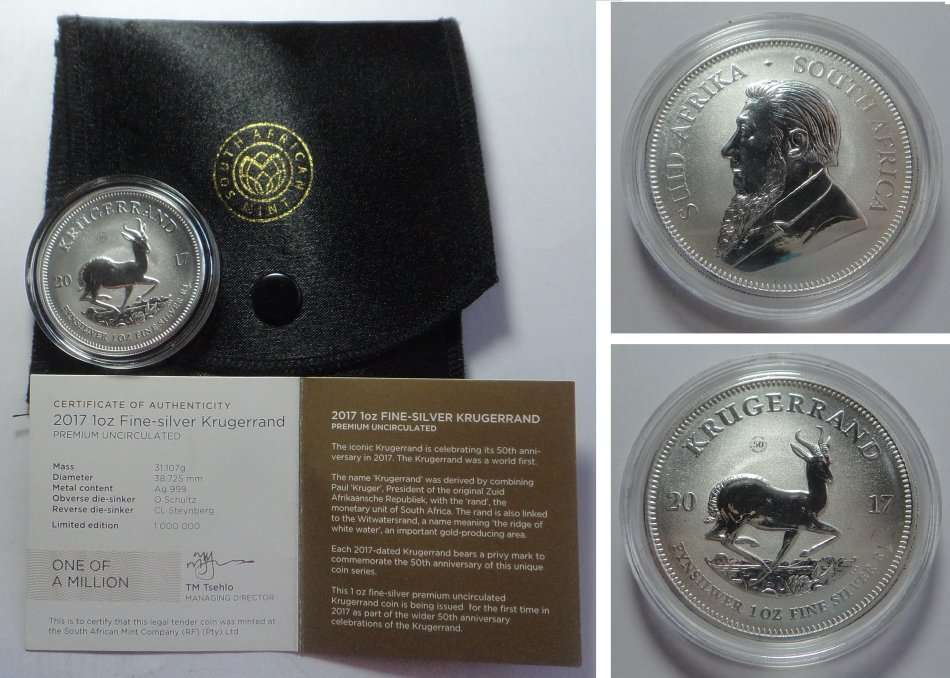 SOUTH AFRICAN MINT
KRUGERRAND
20 17
FYNSILWER 1 OZ FINE SILVER
CERTIFICATE OF AUTHENTICITY
2017 1oz Fine-silver Krugerrand
PREMIUM UNCIRCULATED
Mass 31.107g
Diameter 38.725 mm
Metal content Ag 999
Obverse die-sinker O Schultz
Reverse die-sinker CL Steynberg
Limited edition 1 000 000
ONE OF
A MILLION
TM Tsehlo
MANAGING DIRECTOR
This is to certify that this legal tender coin was minted at
the South African Mint Company (RF) (Pty) Ltd
2017 1oz FINE-SILVER KRUGERRAND
PREMIUM UNCIRCULATED
The iconic Krugerrand is celebrating its 50th anni-
versary in 2017. The Krugerrand was a world first.
The name 'Krugerrand' was derived by combining
Paul 'Kruger', President of the original Zuid
Afrikaansche Republiek, with the 'rand', the
monetary unit of South Africa. The rand is also linked
to the Witwatersrand, a name meaning 'the ridge of
white water', an important gold-producing area.
Each 2017-dated Krugerrand bears a privy mark to
commemorate the 50th anniversary of this unique
coin series.
This 1 oz fine-silver premium uncirculated
Krugerrand coin is being issued for the first time in
2017 as part of the wider 50th anniversary
celebrations of the Krugerrand.
SUID AFRIKA · SOUTH AFRICA
KRUGERRAND
50
20 17
FYNSILWER 1 OZ FINE SILVER